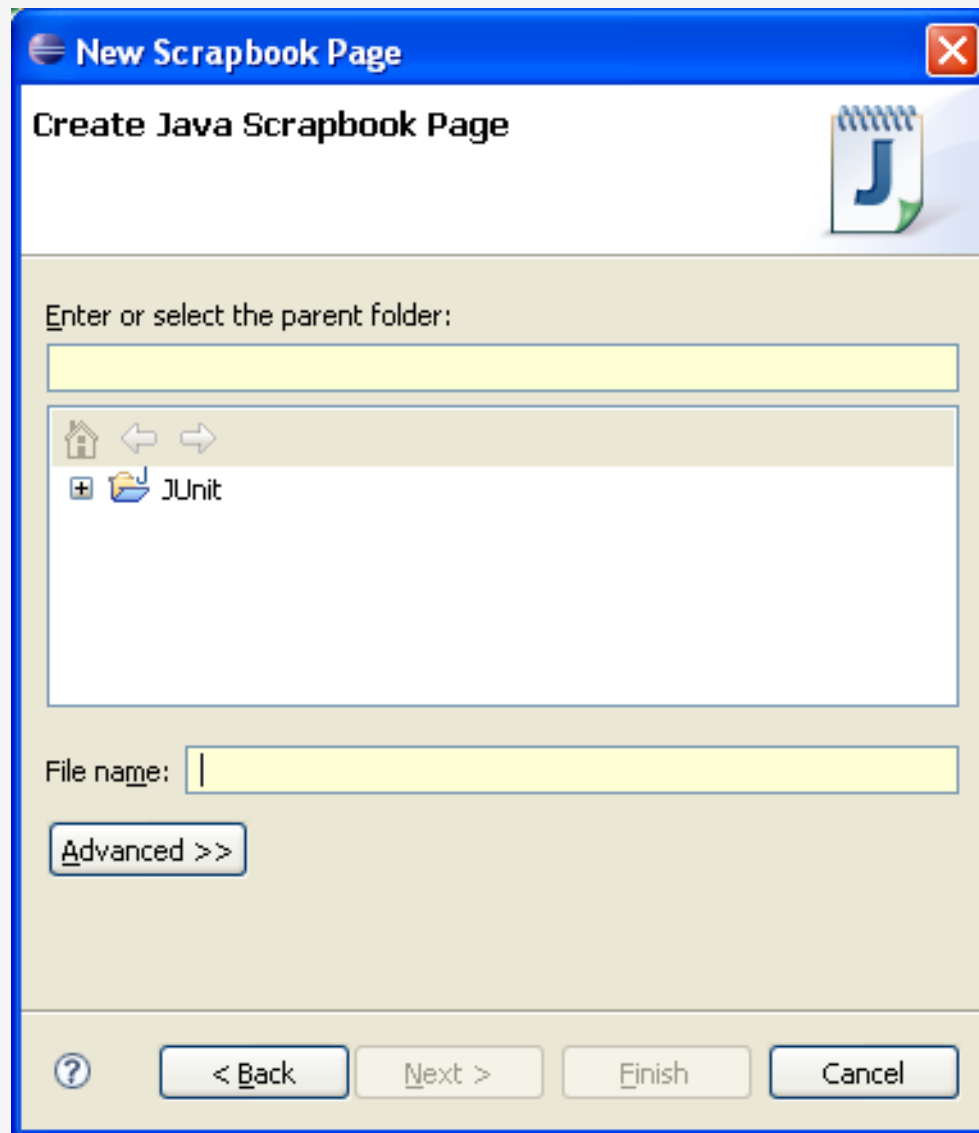 New Scrapbook Page
Create Java Scrapbook Page
J
Enter or select the parent folder:
JUnit
File name:
Advanced >>
? < Back Next > Finish Cancel